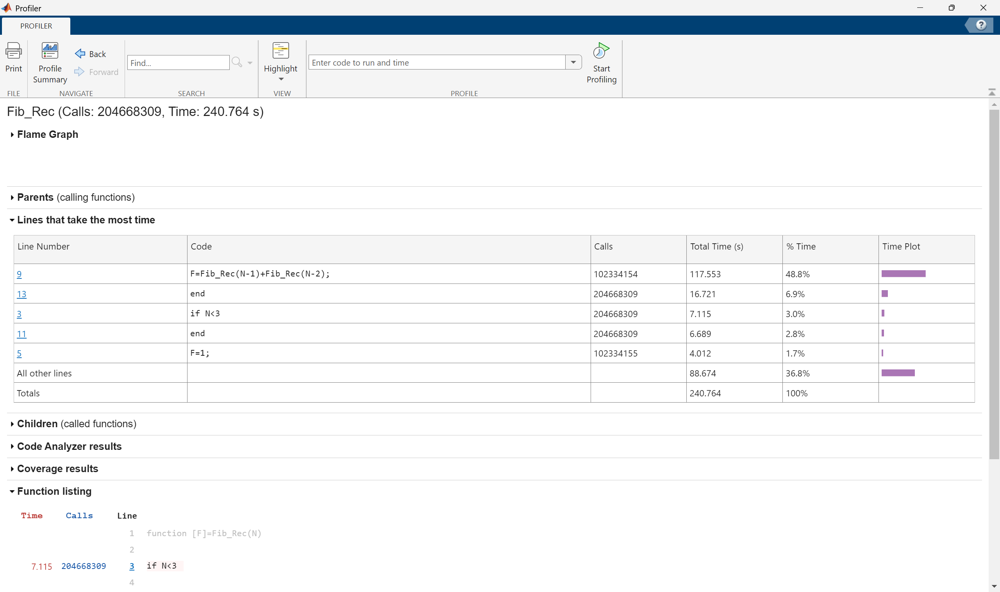 Profiler
PROFILER
Print
Profile
Summary
Back
Forward
Find...
Highlight
Enter code to run and time
Start
Profiling
FILE
NAVIGATE
SEARCH
VIEW
PROFILE
Fib_Rec (Calls: 204668309, Time: 240.764 s)
Flame Graph
Parents (calling functions)
Lines that take the most time
Line Number Code Calls Total Time (s) % Time Time Plot
9 F=Fib_Rec(N-1)+Fib_Rec(N-2); 102334154 117.553 48.8%
13 end 204668309 16.721 6.9%
3 if N<3 204668309 7.115 3.0%
11 end 204668309 6.689 2.8%
5 F=1; 102334155 4.012 1.7%
All other lines 88.674 36.8%
Totals 240.764 100%
Children (called functions)
Code Analyzer results
Coverage results
Function listing
Time Calls Line
1 function [F]=Fib_Rec(N)
2
7.115 204668309 3 if N<3
4